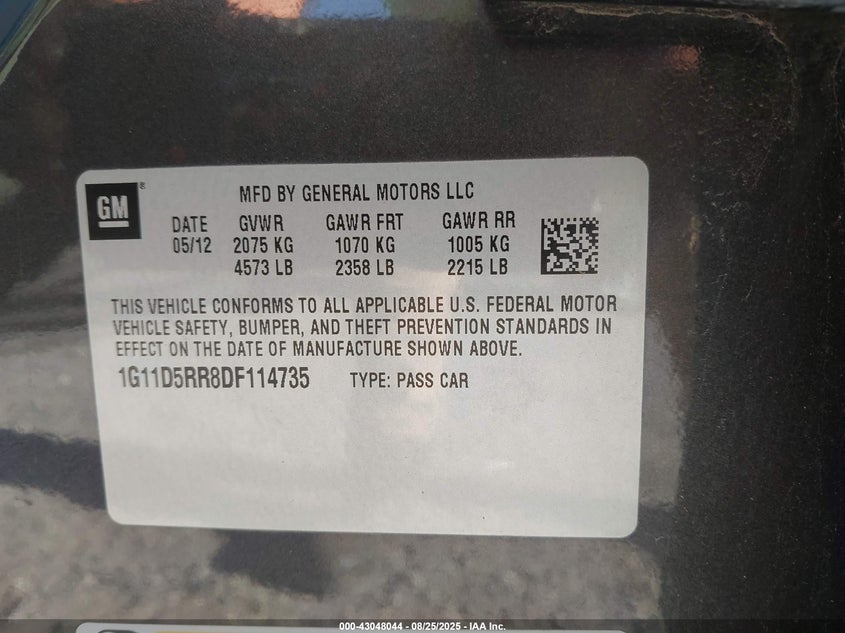 GM ®
MFD BY GENERAL MOTORS LLC
DATE GVWR GAWR FRT GAWR RR
05/12 2075 KG 1070 KG 1005 KG
4573 LB 2358 LB 2215 LB
THIS VEHICLE CONFORMS TO ALL APPLICABLE U.S. FEDERAL MOTOR
VEHICLE SAFETY, BUMPER, AND THEFT PREVENTION STANDARDS IN
EFFECT ON THE DATE OF MANUFACTURE SHOWN ABOVE.
1G11D5RR8DF114735 TYPE: PASS CAR
000-43048044 - 08/25/2025 - IAA Inc.